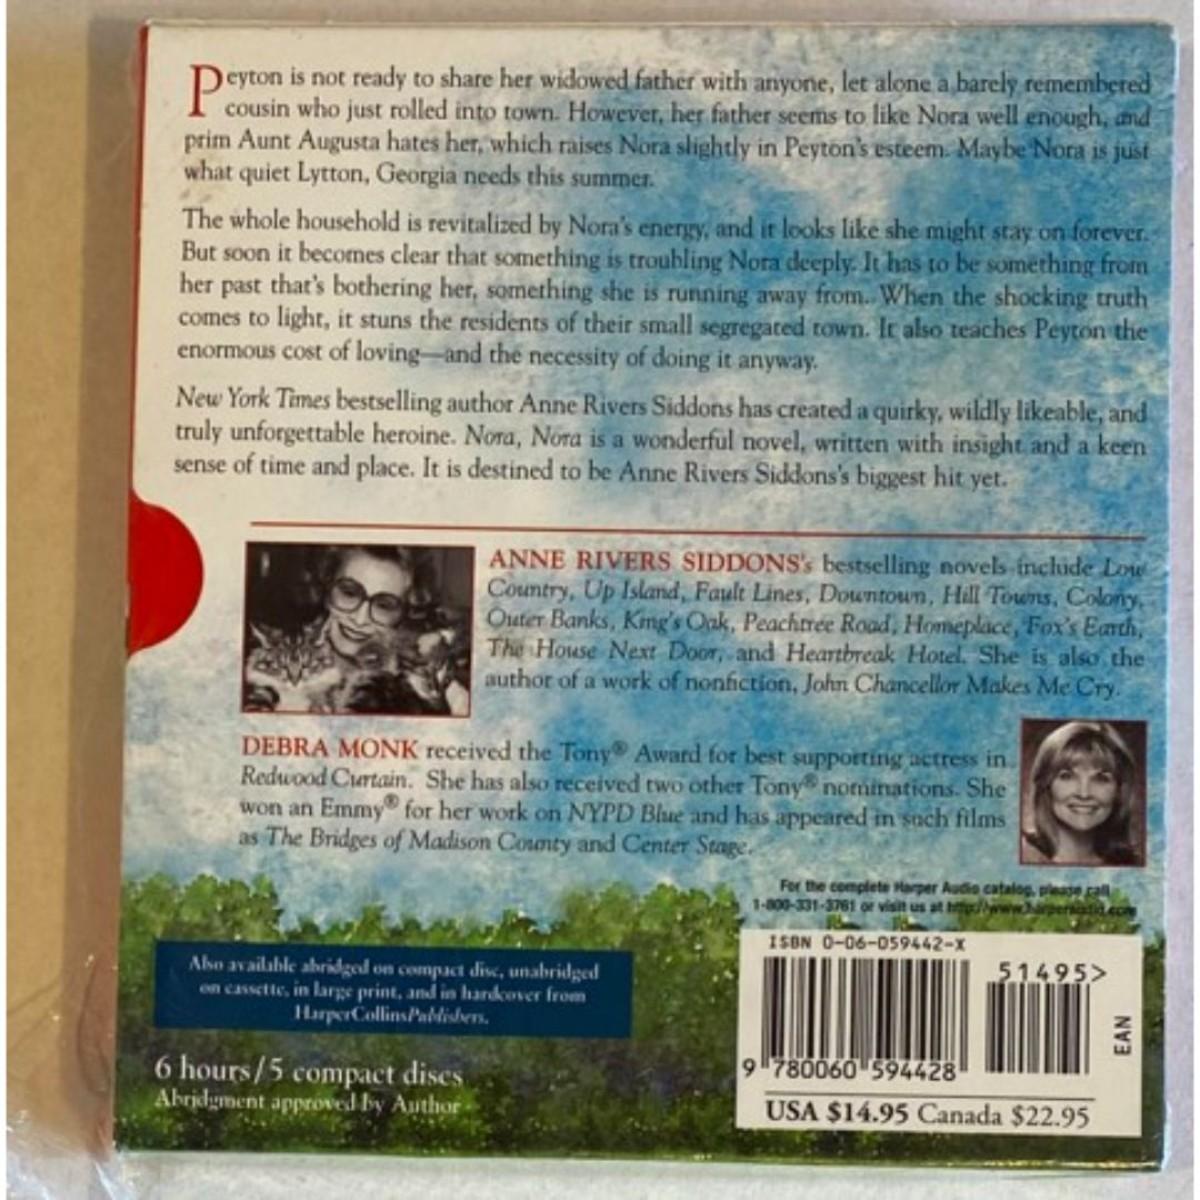 Peyton is not ready to share her widowed father with anyone, let alone a barely remembered
cousin who just rolled into town. However, her father seems to like Nora well enough, and
prim Aunt Augusta hates her, which raises Nora slightly in Peyton's esteem. Maybe Nora is just
what quiet Lytton, Georgia needs this summer.
The whole household is revitalized by Nora's energy, and it looks like she might stay on forever.
But soon it becomes clear that something is troubling Nora deeply. It has to be something from
her past that's bothering her, something she is running away from. When the shocking truth
comes to light, it stuns the residents of their small segregated town. It also teaches Peyton the
enormous cost of loving—and the necessity of doing it anyway.
New York Times bestselling author Anne Rivers Siddons has created a quirky, wildly likeable, and
truly unforgettable heroine. Nora, Nora is a wonderful novel, written with insight and a keen
sense of time and place. It is destined to be Anne Rivers Siddons's biggest hit yet.
ANNE RIVERS SIDDONS's bestselling novels include Low
Country, Up Island, Fault Lines, Downtown, Hill Towns, Colony,
Outer Banks, King's Oak, Peachtree Road, Homeplace, Fox's Earth,
The House Next Door, and Heartbreak Hotel. She is also the
author of a work of nonfiction, John Chancellor Makes Me Cry.
DEBRA MONK received the Tony® Award for best supporting actress in
Redwood Curtain. She has also received two other Tony® nominations. She
won an Emmy® for her work on NYPD Blue and has appeared in such films
as The Bridges of Madison County and Center Stage.
For the complete Harper Audio catalog, please call
1-800-331-3761 or visit us at http://www.harperaudio.com
Also available abridged on compact disc, unabridged
on cassette, in large print, and in hardcover from
HarperCollinsPublishers.
6 hours/5 compact discs
Abridgment approved by Author
ISBN 0-06-059442-X
51495>
EAN
9 780060 594428
USA $14.95 Canada $22.95